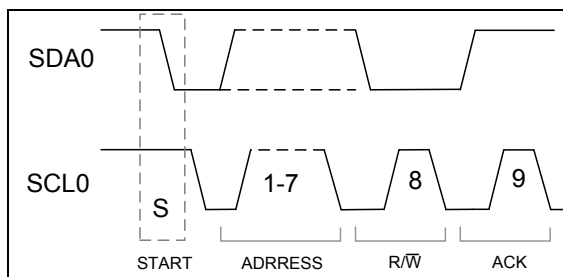 SDA0
SCL0
S
1-7
8
9
START
ADRRESS
R/W̅
ACK